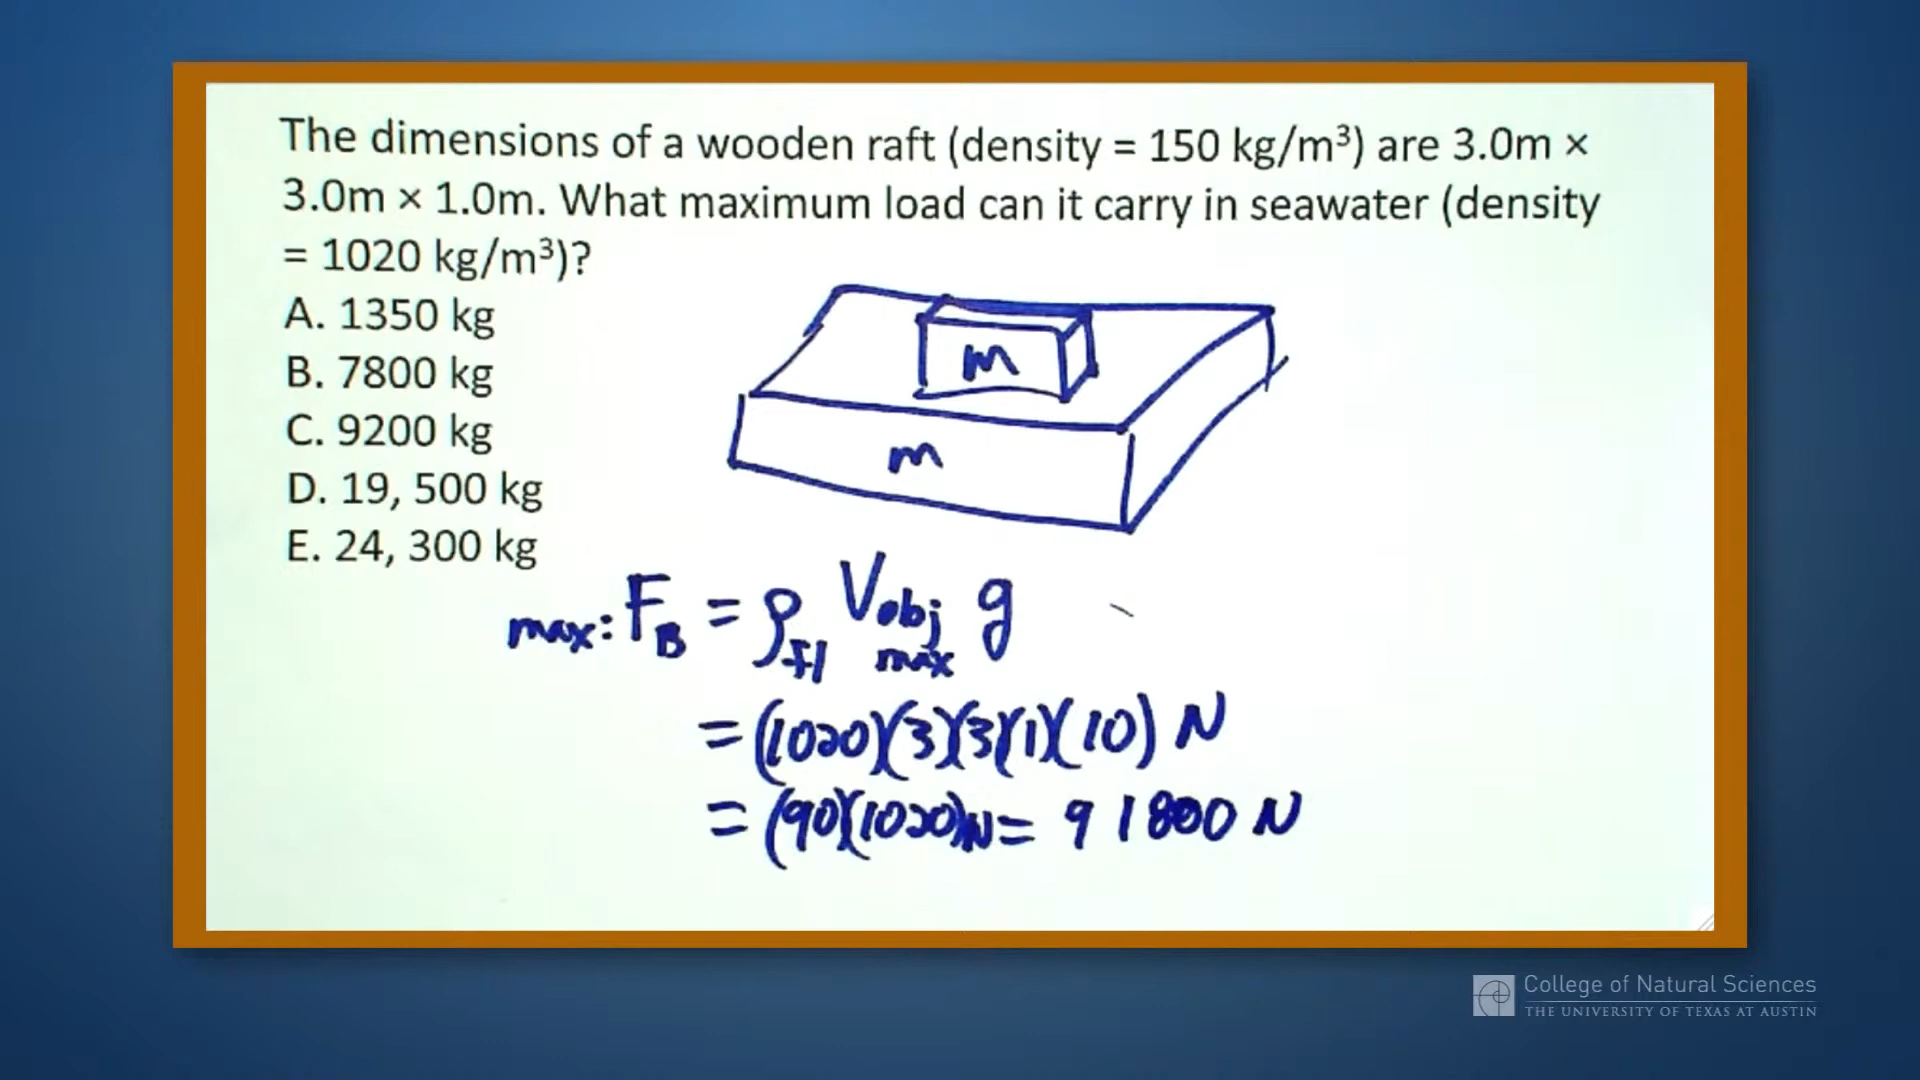 The dimensions of a wooden raft (density = 150 kg/m³) are 3.0m ×
3.0m × 1.0m. What maximum load can it carry in seawater (density
= 1020 kg/m³)?
A. 1350 kg
B. 7800 kg
C. 9200 kg
D. 19, 500 kg
E. 24, 300 kg
m
m
max: F_B = ρ_fl V_obj max g
= (1020)(3)(3)(1)(10) N
= (90)(1020)N = 91800 N
College of Natural Sciences
THE UNIVERSITY OF TEXAS AT AUSTIN